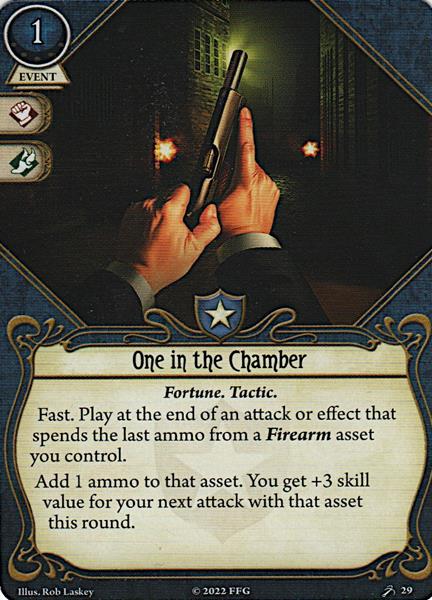 1
EVENT
One in the Chamber
Fortune. Tactic.
Fast. Play at the end of an attack or effect that
spends the last ammo from a Firearm asset
you control.
Add 1 ammo to that asset. You get +3 skill
value for your next attack with that asset
this round.
Illus. Rob Laskey
© 2022 FFG
29